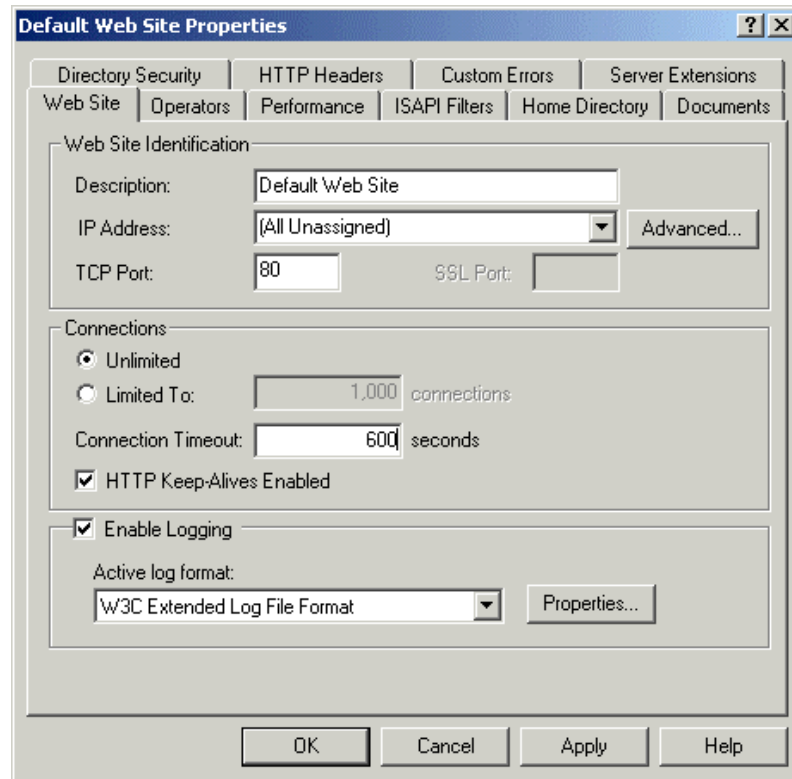 Default Web Site Properties ? X
Directory Security HTTP Headers Custom Errors Server Extensions
Web Site Operators Performance ISAPI Filters Home Directory Documents
Web Site Identification
Description: Default Web Site
IP Address: (All Unassigned) Advanced...
TCP Port: 80 SSL Port:
Connections
Unlimited
Limited To: 1,000 connections
Connection Timeout: 600 seconds
HTTP Keep-Alives Enabled
Enable Logging
Active log format:
W3C Extended Log File Format Properties...
OK Cancel Apply Help